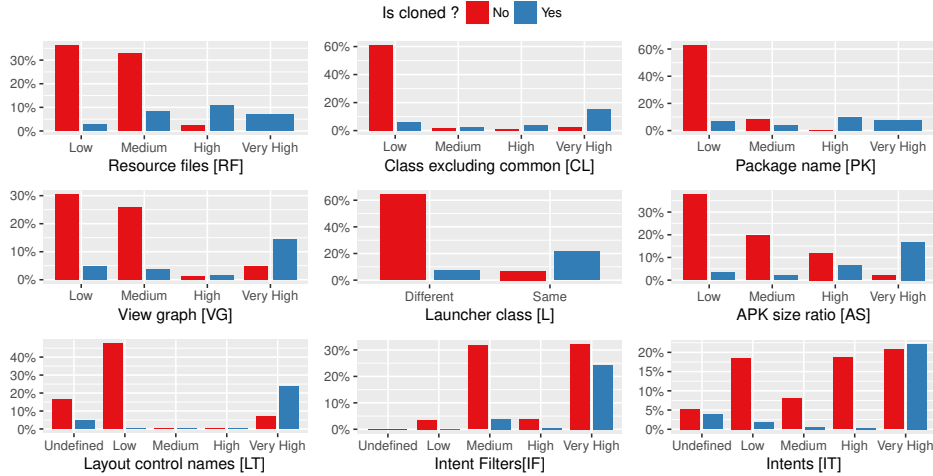 Is cloned ? No Yes
30%
20%
10%
0%
Low Medium High Very High
Resource files [RF]
60%
40%
20%
0%
Low Medium High Very High
Class excluding common [CL]
60%
40%
20%
0%
Low Medium High Very High
Package name [PK]
30%
20%
10%
0%
Low Medium High Very High
View graph [VG]
60%
40%
20%
0%
Different Same
Launcher class [L]
30%
20%
10%
0%
Low Medium High Very High
APK size ratio [AS]
40%
30%
20%
10%
0%
Undefined Low Medium High Very High
Layout control names [LT]
30%
20%
10%
0%
Undefined Low Medium High Very High
Intent Filters[IF]
20%
15%
10%
5%
0%
Undefined Low Medium High Very High
Intents [IT]